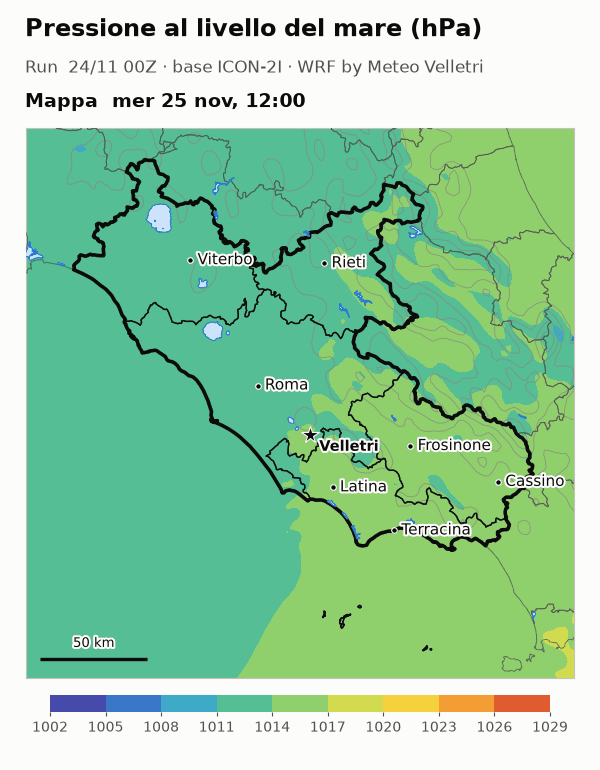 Pressione al livello del mare (hPa)
Run 24/11 00Z · base ICON-2I · WRF by Meteo Velletri
Mappa mer 25 nov, 12:00
Viterbo
Rieti
Roma
Velletri
Frosinone
Latina
Cassino
Terracina
50 km
1002 1005 1008 1011 1014 1017 1020 1023 1026 1029